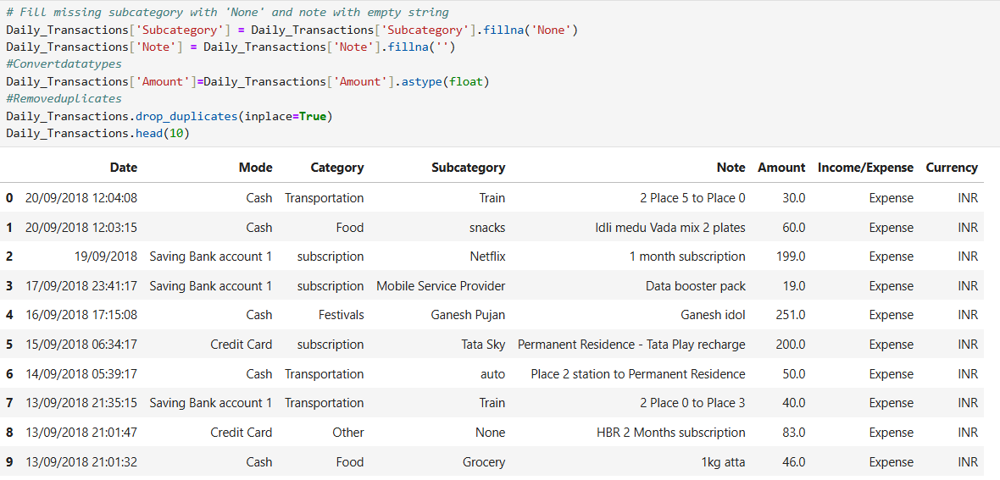 # Fill missing subcategory with 'None' and note with empty string
Daily_Transactions['Subcategory'] = Daily_Transactions['Subcategory'].fillna('None')
Daily_Transactions['Note'] = Daily_Transactions['Note'].fillna('')
#Convertdatatypes
Daily_Transactions['Amount']=Daily_Transactions['Amount'].astype(float)
#Removeduplicates
Daily_Transactions.drop_duplicates(inplace=True)
Daily_Transactions.head(10)
Date Mode Category Subcategory Note Amount Income/Expense Currency
0 20/09/2018 12:04:08 Cash Transportation Train 2 Place 5 to Place 0 30.0 Expense INR
1 20/09/2018 12:03:15 Cash Food snacks Idli medu Vada mix 2 plates 60.0 Expense INR
2 19/09/2018 Saving Bank account 1 subscription Netflix 1 month subscription 199.0 Expense INR
3 17/09/2018 23:41:17 Saving Bank account 1 subscription Mobile Service Provider Data booster pack 19.0 Expense INR
4 16/09/2018 17:15:08 Cash Festivals Ganesh Pujan Ganesh idol 251.0 Expense INR
5 15/09/2018 06:34:17 Credit Card subscription Tata Sky Permanent Residence - Tata Play recharge 200.0 Expense INR
6 14/09/2018 05:39:17 Cash Transportation auto Place 2 station to Permanent Residence 50.0 Expense INR
7 13/09/2018 21:35:15 Saving Bank account 1 Transportation Train 2 Place 0 to Place 3 40.0 Expense INR
8 13/09/2018 21:01:47 Credit Card Other None HBR 2 Months subscription 83.0 Expense INR
9 13/09/2018 21:01:32 Cash Food Grocery 1kg atta 46.0 Expense INR